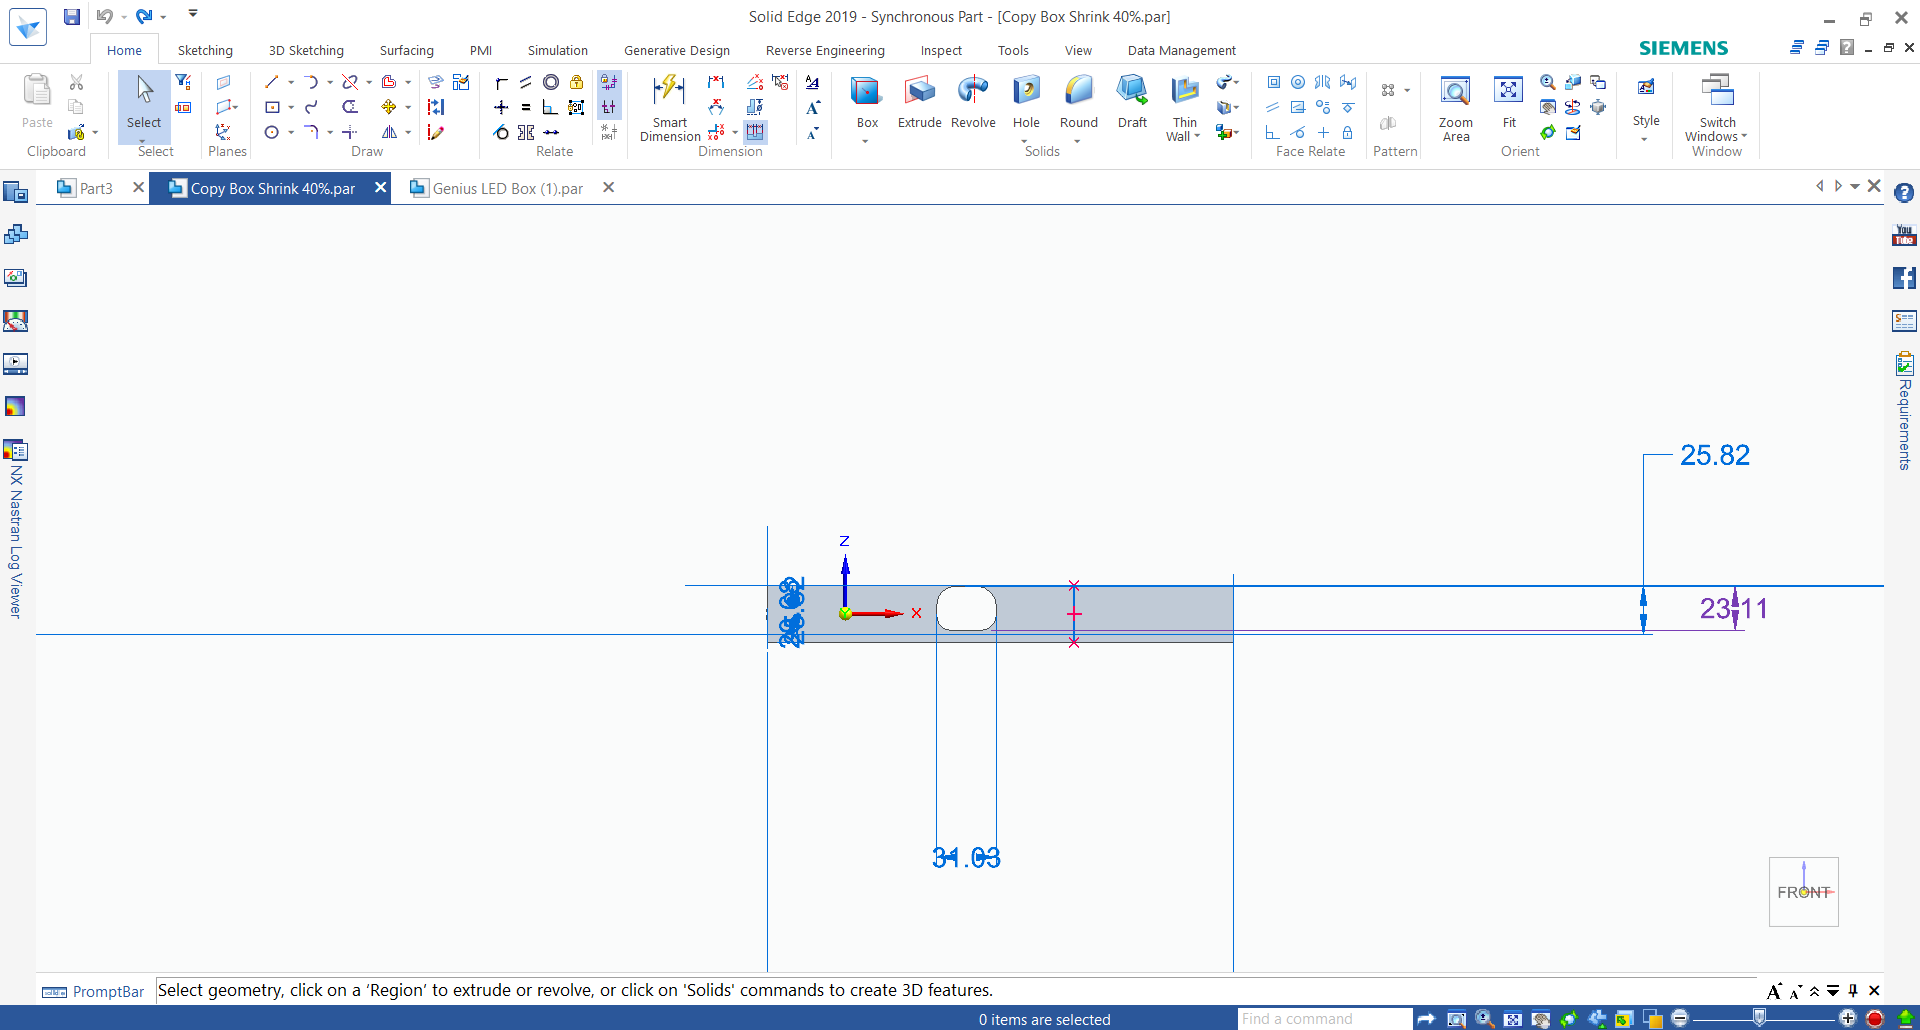 Solid Edge 2019 - Synchronous Part - [Copy Box Shrink 40%.par]
Home Sketching 3D Sketching Surfacing PMI Simulation Generative Design Reverse Engineering Inspect Tools View Data Management
SIEMENS
Paste
Select
Smart Dimension
Box Extrude Revolve Hole Round Draft Thin Wall
Zoom Area
Fit
Style
Switch Windows
Clipboard Select Planes Draw Relate Dimension Solids Face Relate Pattern Orient Window
Part3 Copy Box Shrink 40%.par Genius LED Box (1).par
You Tube
Requirements
NX Nastran Log Viewer
25.82
z
x
23.11
31.03
FRONT
PromptBar
Select geometry, click on a ‘Region’ to extrude or revolve, or click on 'Solids' commands to create 3D features.
0 items are selected
Find a command